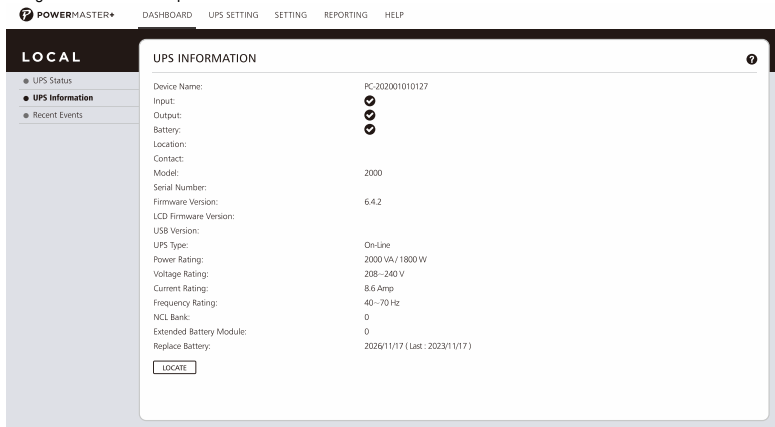 POWERMASTER+ DASHBOARD UPS SETTING SETTING REPORTING HELP
LOCAL
UPS Status
UPS Information
Recent Events
UPS INFORMATION ?
Device Name: PC-202001010127
Input:
Output:
Battery:
Location:
Contact:
Model: 2000
Serial Number:
Firmware Version: 6.4.2
LCD Firmware Version:
USB Version:
UPS Type: On-Line
Power Rating: 2000 VA / 1800 W
Voltage Rating: 208~240 V
Current Rating: 8.6 Amp
Frequency Rating: 40~70 Hz
NCL Bank: 0
Extended Battery Module: 0
Replace Battery: 2026/11/17 ( Last : 2023/11/17 )
LOCATE